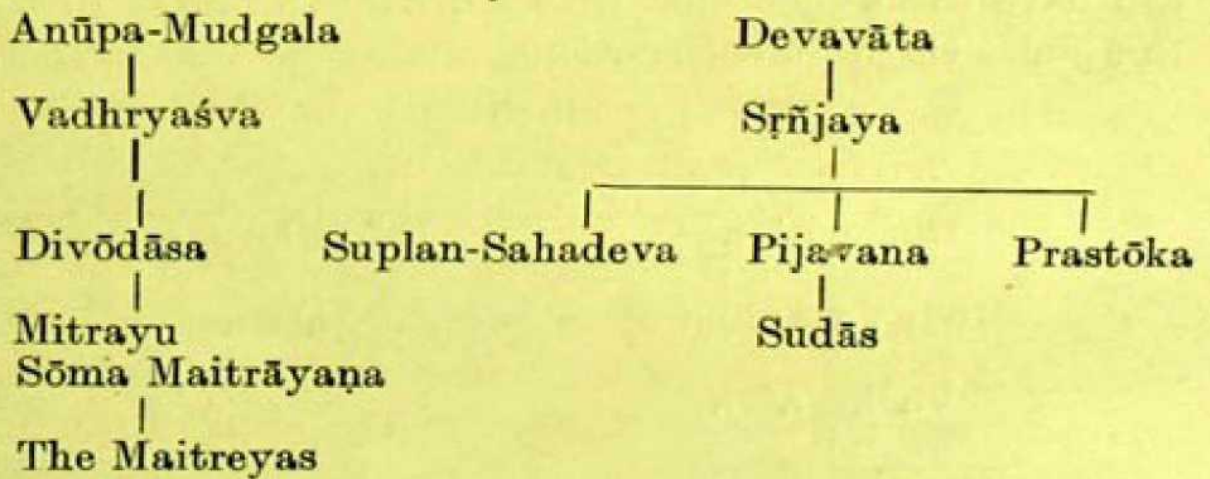 Anūpa-Mudgala Devavāta
Vadhryaśva Sṛñjaya
Divōdāsa Suplan-Sahadeva Pijavana Prastōka
Mitrayu Sudās
Sōma Maitrāyaṇa
The Maitreyas